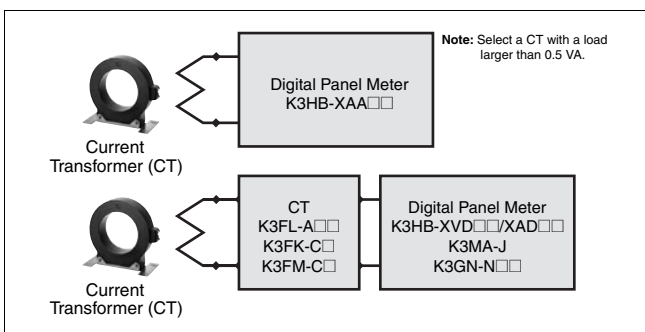 Note: Select a CT with a load
larger than 0.5 VA.
Digital Panel Meter
K3HB-XAA□□
Current
Transformer (CT)
CT
K3FL-A□□
K3FK-C□
K3FM-C□
Digital Panel Meter
K3HB-XVD□□/XAD□□
K3MA-J
K3GN-N□□
Current
Transformer (CT)